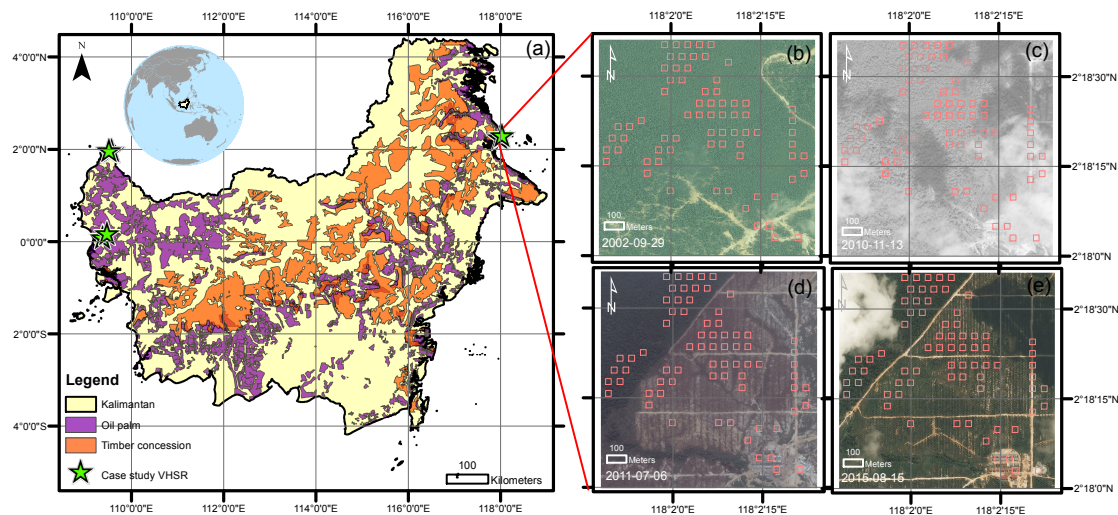 110°0'0"E 112°0'0"E 114°0'0"E 116°0'0"E 118°0'0"E
118°2'0"E 118°2'15"E 118°2'0"E 118°2'15"E
(a)
N
4°0'0"N
2°0'0"N
0°0'0"
2°0'0"S
4°0'0"S
Legend
Kalimantan
Oil palm
Timber concession
Case study VHSR
100
Kilometers
110°0'0"E 112°0'0"E 114°0'0"E 116°0'0"E 118°0'0"E
(b)
N
100
Meters
2002-09-29
(c)
N
100
Meters
2010-11-13
2°18'30"N
2°18'15"N
2°18'0"N
(d)
N
100
Meters
2011-07-06
(e)
N
100
Meters
2015-08-15
2°18'30"N
2°18'15"N
2°18'0"N
118°2'0"E 118°2'15"E 118°2'0"E 118°2'15"E